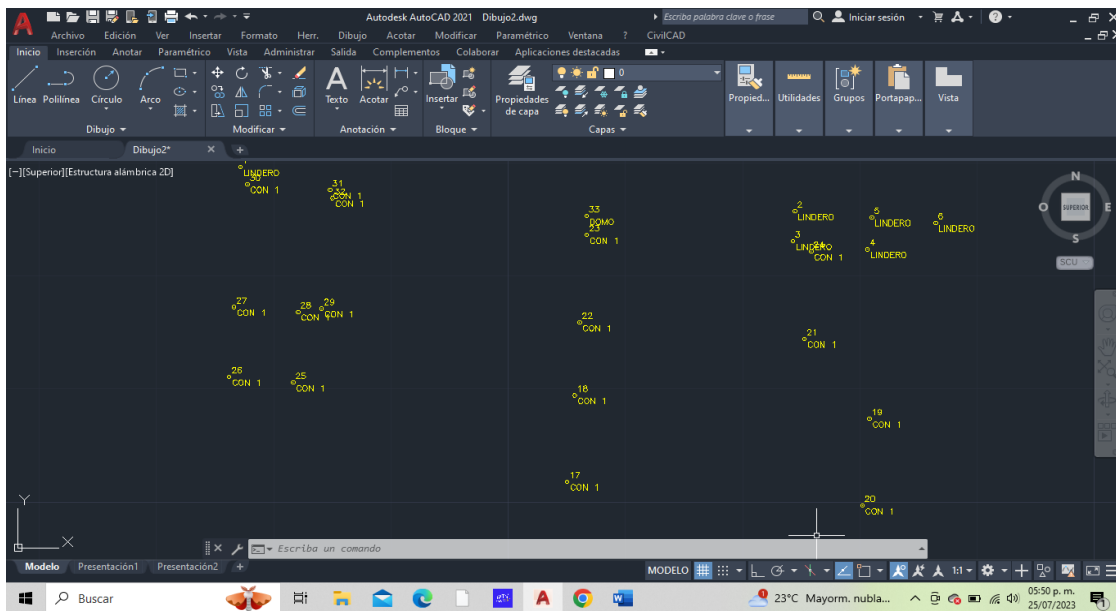 Autodesk AutoCAD 2021 Dibujo2.dwg
Escriba palabra clave o frase
Iniciar sesión
Archivo Edición Ver Insertar Formato Herr. Dibujo Acotar Modificar Paramétrico Ventana ? CivilCAD
Inicio Inserción Anotar Paramétrico Vista Administrar Salida Complementos Colaborar Aplicaciones destacadas
0
Línea Polilínea Círculo Arco
Texto Acotar
Insertar
Propiedades de capa
Propied... Utilidades Grupos Portapap... Vista
Dibujo Modificar Anotación Bloque Capas
Inicio Dibujo2* × +
[−][Superior][Estructura alámbrica 2D]
N
O SUPERIOR E
S
SCU
LINDERO
30
CON 1
31
CON 1
32
CON 1
33
DOMO
23
CON 1
2
LINDERO
5
LINDERO
6
LINDERO
3
LINDERO
24
CON 1
4
LINDERO
27
CON 1
28
CON 1
29
CON 1
22
CON 1
21
CON 1
26
CON 1
25
CON 1
18
CON 1
19
CON 1
17
CON 1
20
CON 1
Y
X
Escriba un comando
Modelo Presentación1 Presentación2 +
MODELO
1:1
Buscar
23°C Mayorm. nubla...
05:50 p. m.
25/07/2023